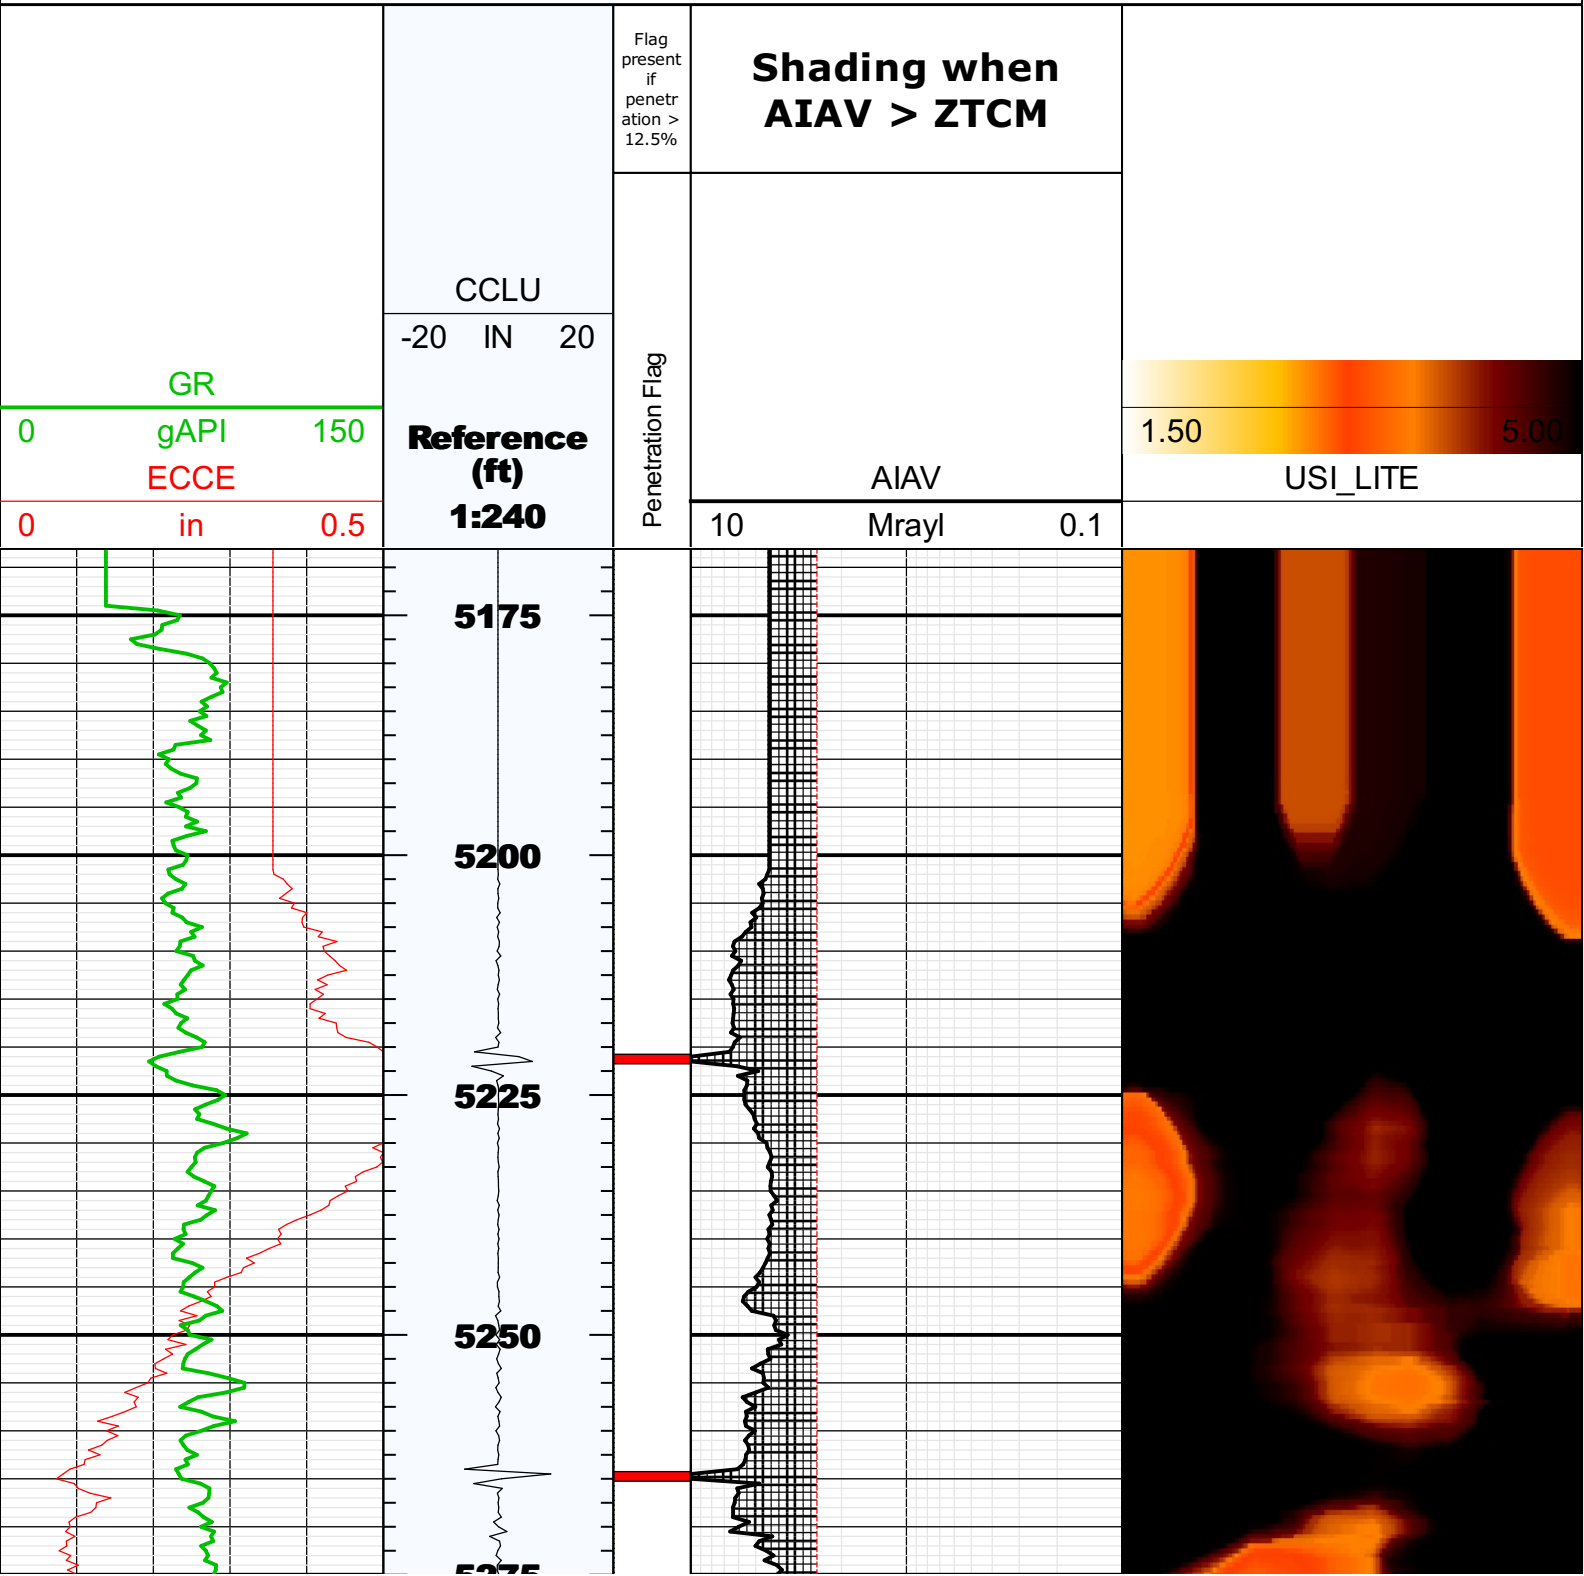 Flag
present
if
penetr
ation >
12.5%
Shading when
AIAV > ZTCM
CCLU
-20 IN 20
GR
0 gAPI 150
ECCE
0 in 0.5
Reference
(ft)
1:240
Penetration Flag
AIAV
10 Mrayl 0.1
1.50 5.00
USI_LITE
5175
5200
5225
5250
5275